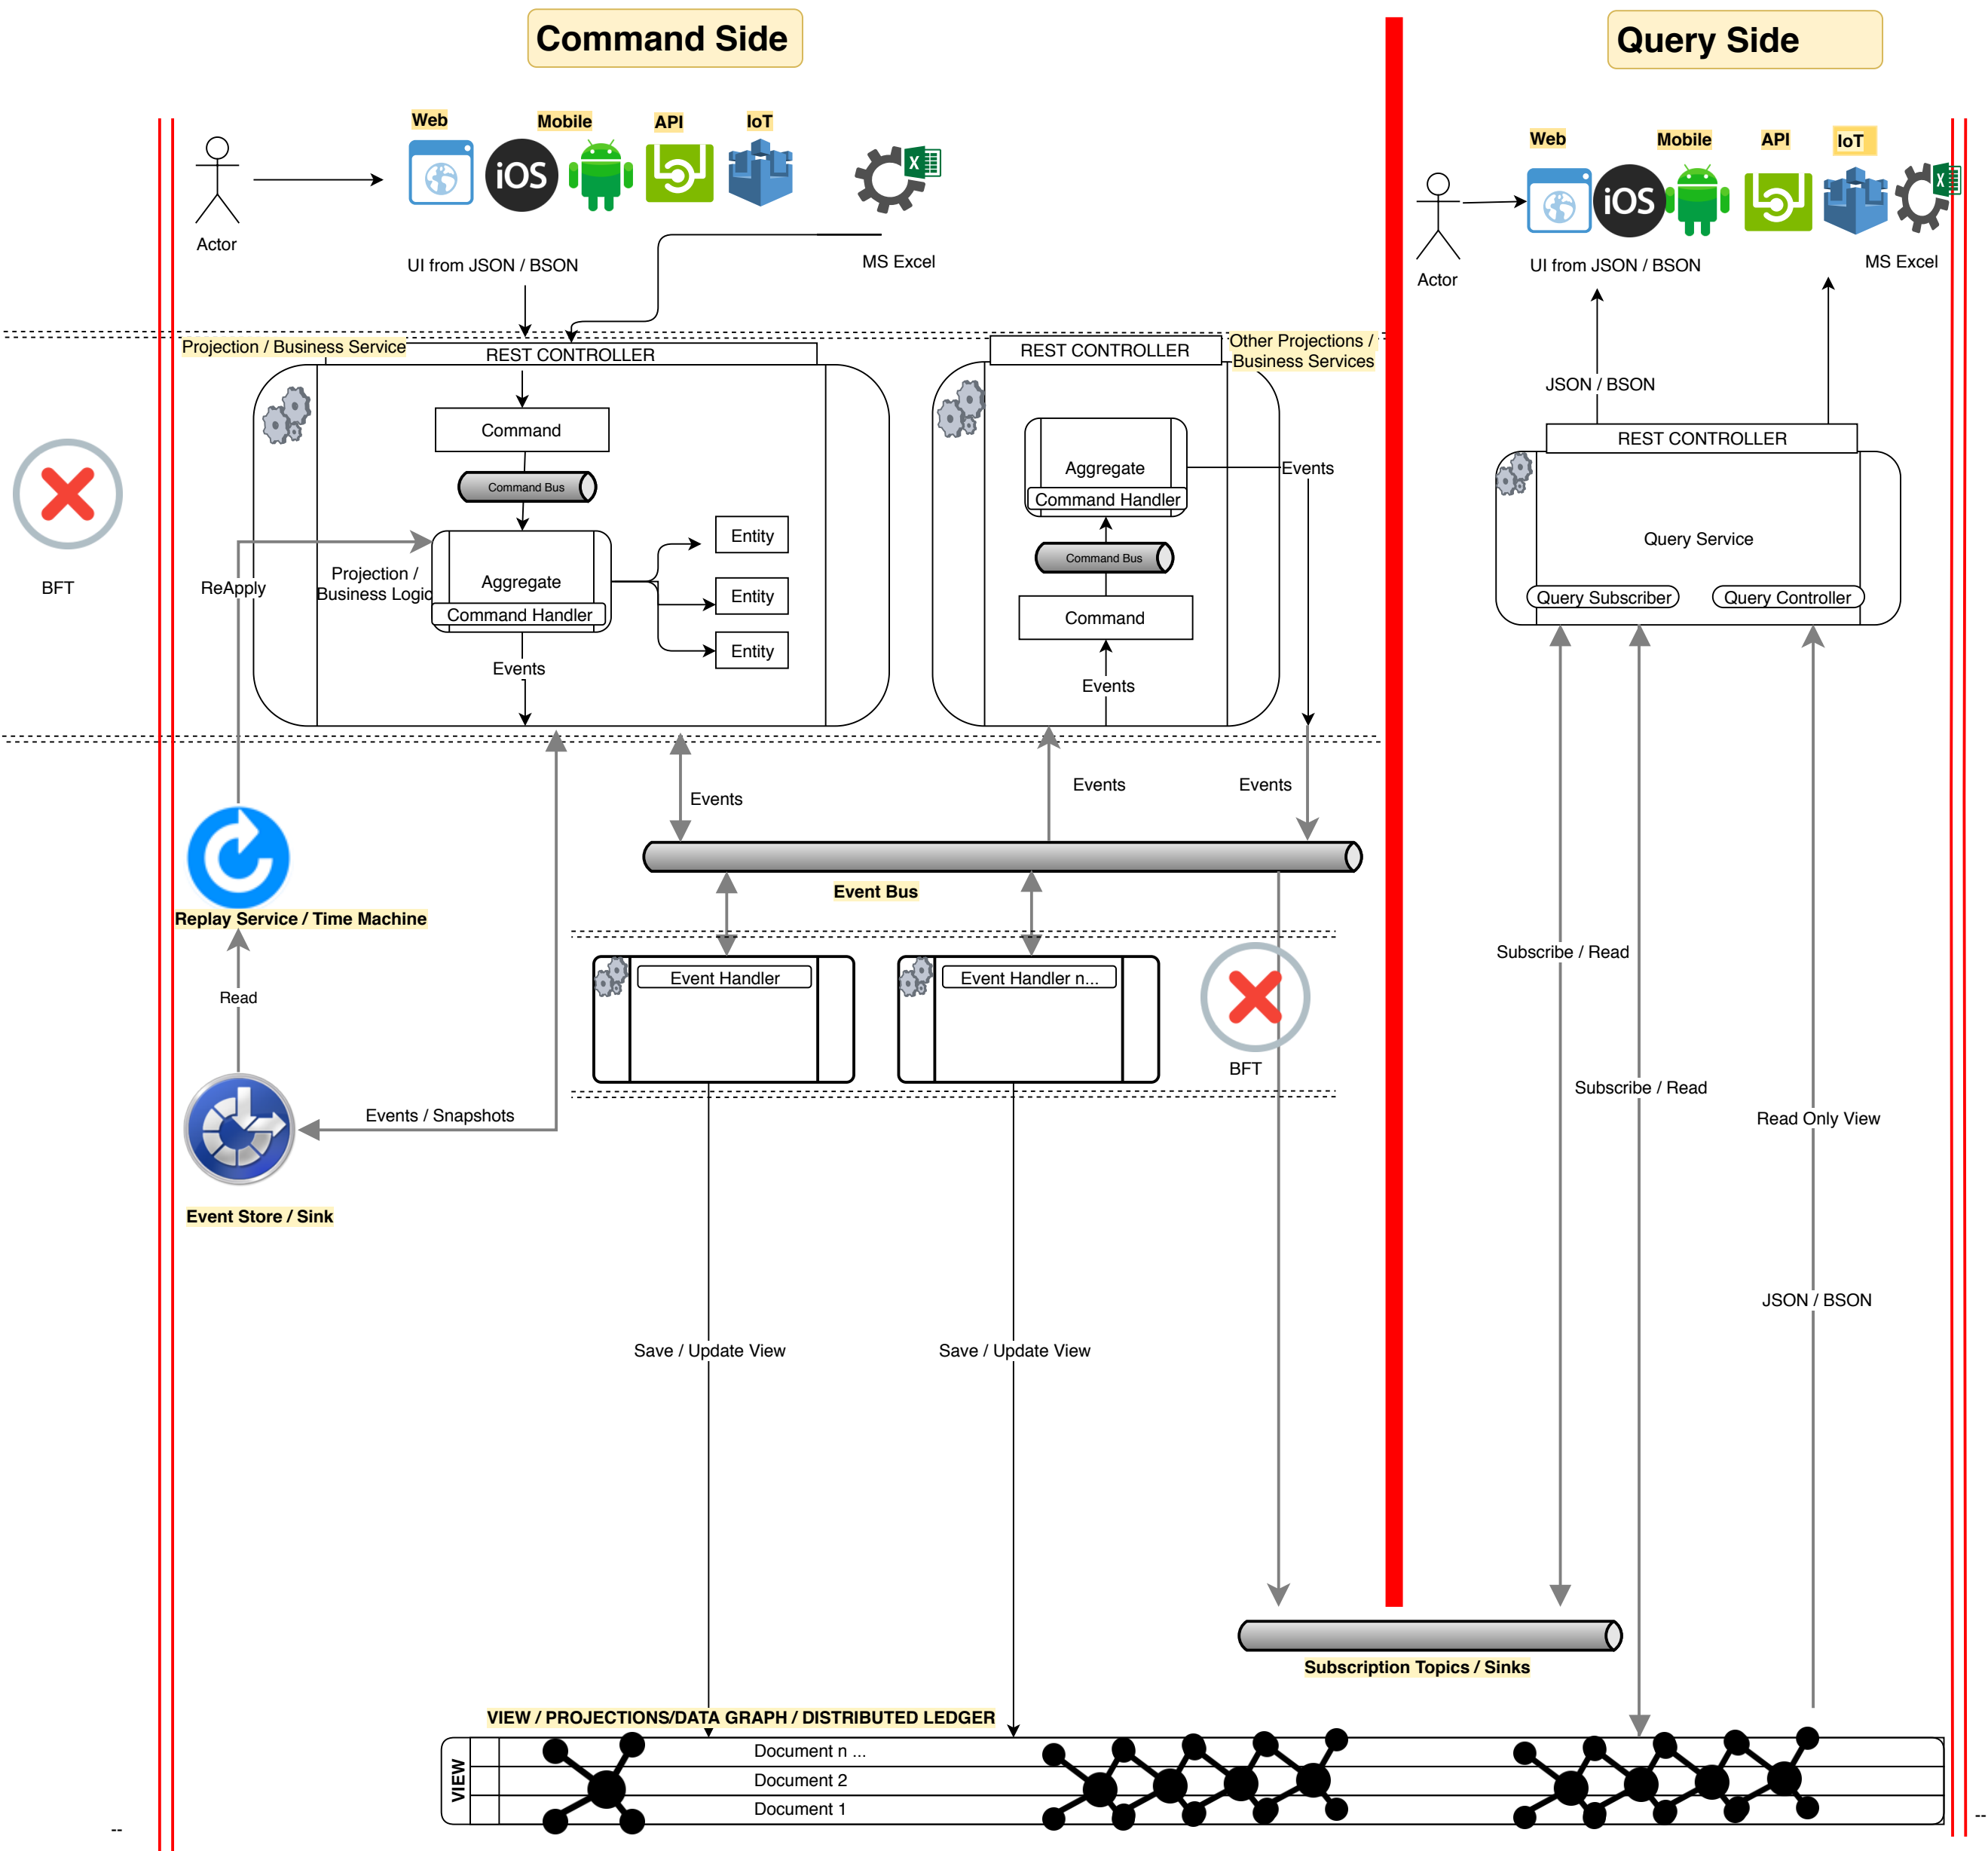 Command Side
Query Side
Web
Mobile
API
IoT
iOS
X
Actor
UI from JSON / BSON
MS Excel
Web
Mobile
API
IoT
iOS
X
Actor
UI from JSON / BSON
MS Excel
Projection / Business Service
REST CONTROLLER
REST CONTROLLER
Other Projections /
Business Services
JSON / BSON
REST CONTROLLER
Command
Command Bus
Aggregate
Command Handler
Events
Entity
Entity
Entity
Projection /
Business Logic
ReApply
BFT
Events
Aggregate
Command Handler
Command Bus
Command
Events
Query Service
Query Subscriber
Query Controller
Events
Events
Events
Event Bus
Replay Service / Time Machine
Read
Event Handler
Event Handler n...
BFT
Subscribe / Read
Subscribe / Read
Read Only View
Events / Snapshots
Event Store / Sink
JSON / BSON
Save / Update View
Save / Update View
Subscription Topics / Sinks
VIEW / PROJECTIONS/DATA GRAPH / DISTRIBUTED LEDGER
VIEW
Document n ...
Document 2
Document 1
--
--